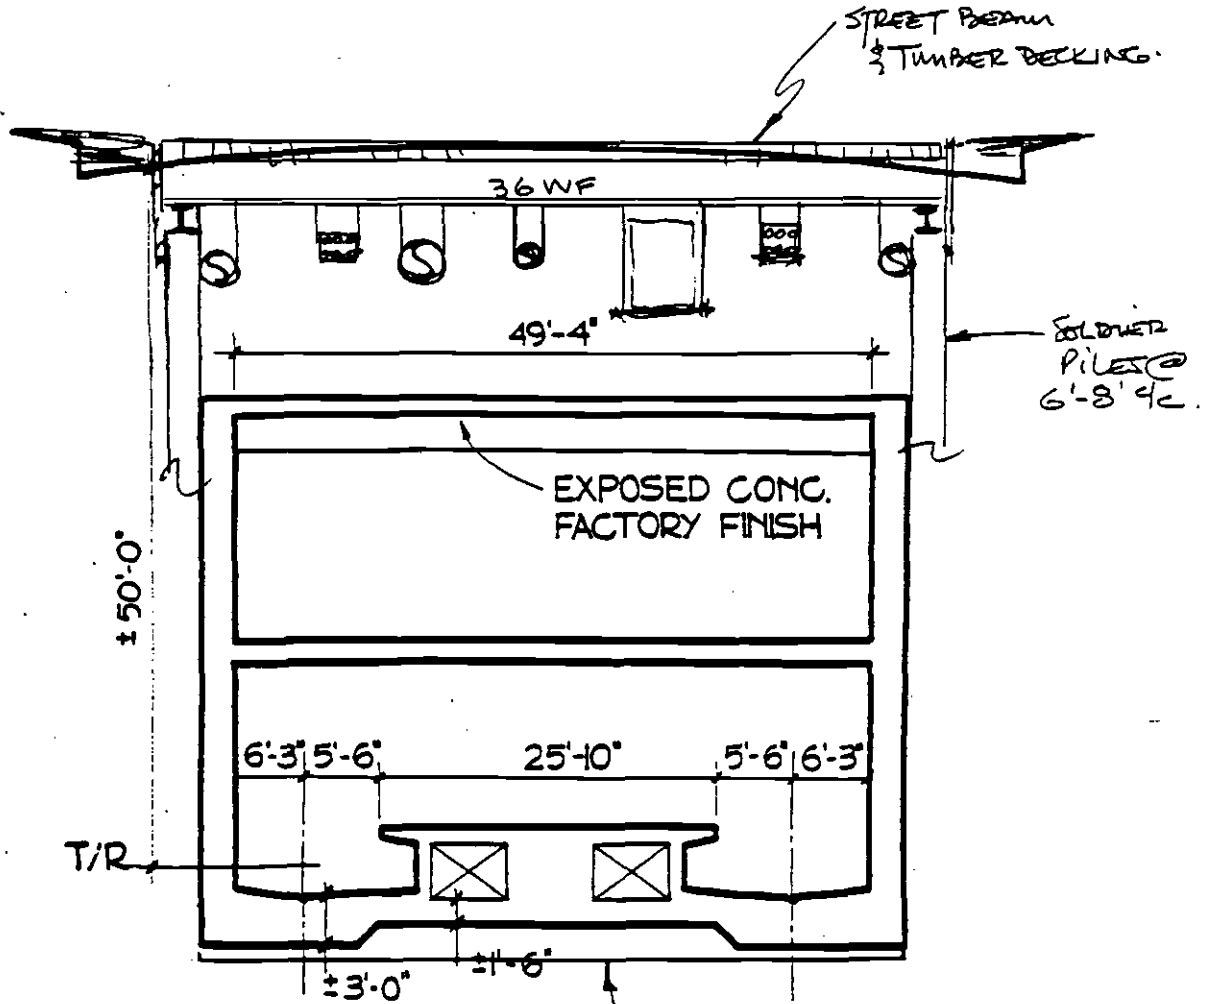 STREET BEAM
& TIMBER DECKING.
36 WF
49'-4"
SOLDIER
PILES @
6'-8" c/c.
EXPOSED CONC.
FACTORY FINISH
±50'-0"
6'-3" 5'-6" 25'-10" 5'-6" 6'-3"
T/R
±1'-6"
±3'-0"